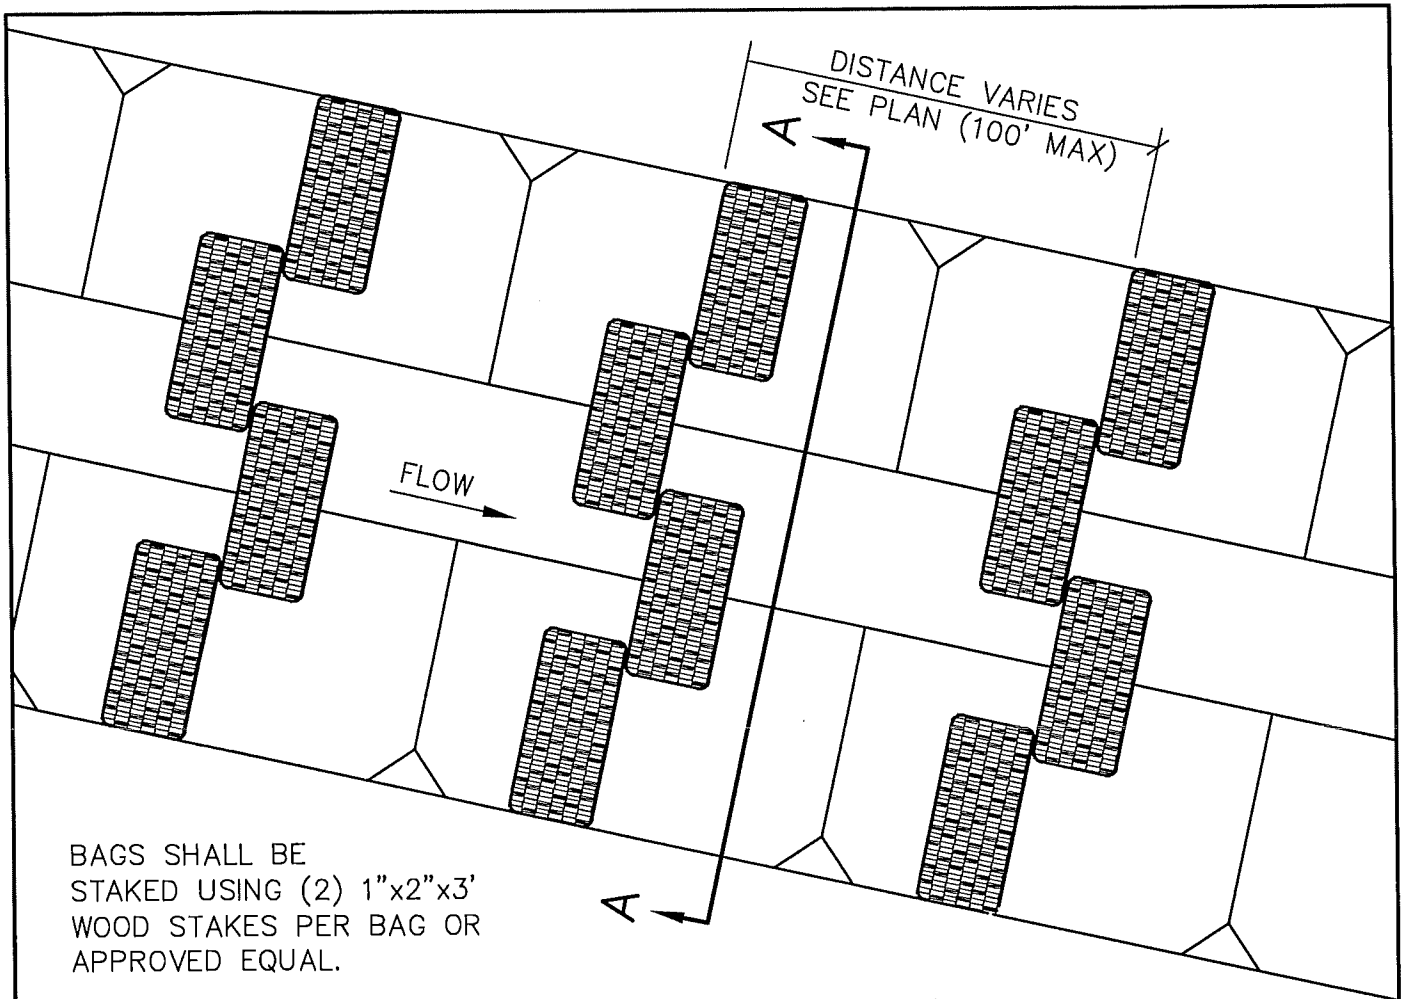 DISTANCE VARIES
SEE PLAN (100' MAX)
A
FLOW
A
BAGS SHALL BE
STAKED USING (2) 1"x2"x3'
WOOD STAKES PER BAG OR
APPROVED EQUAL.